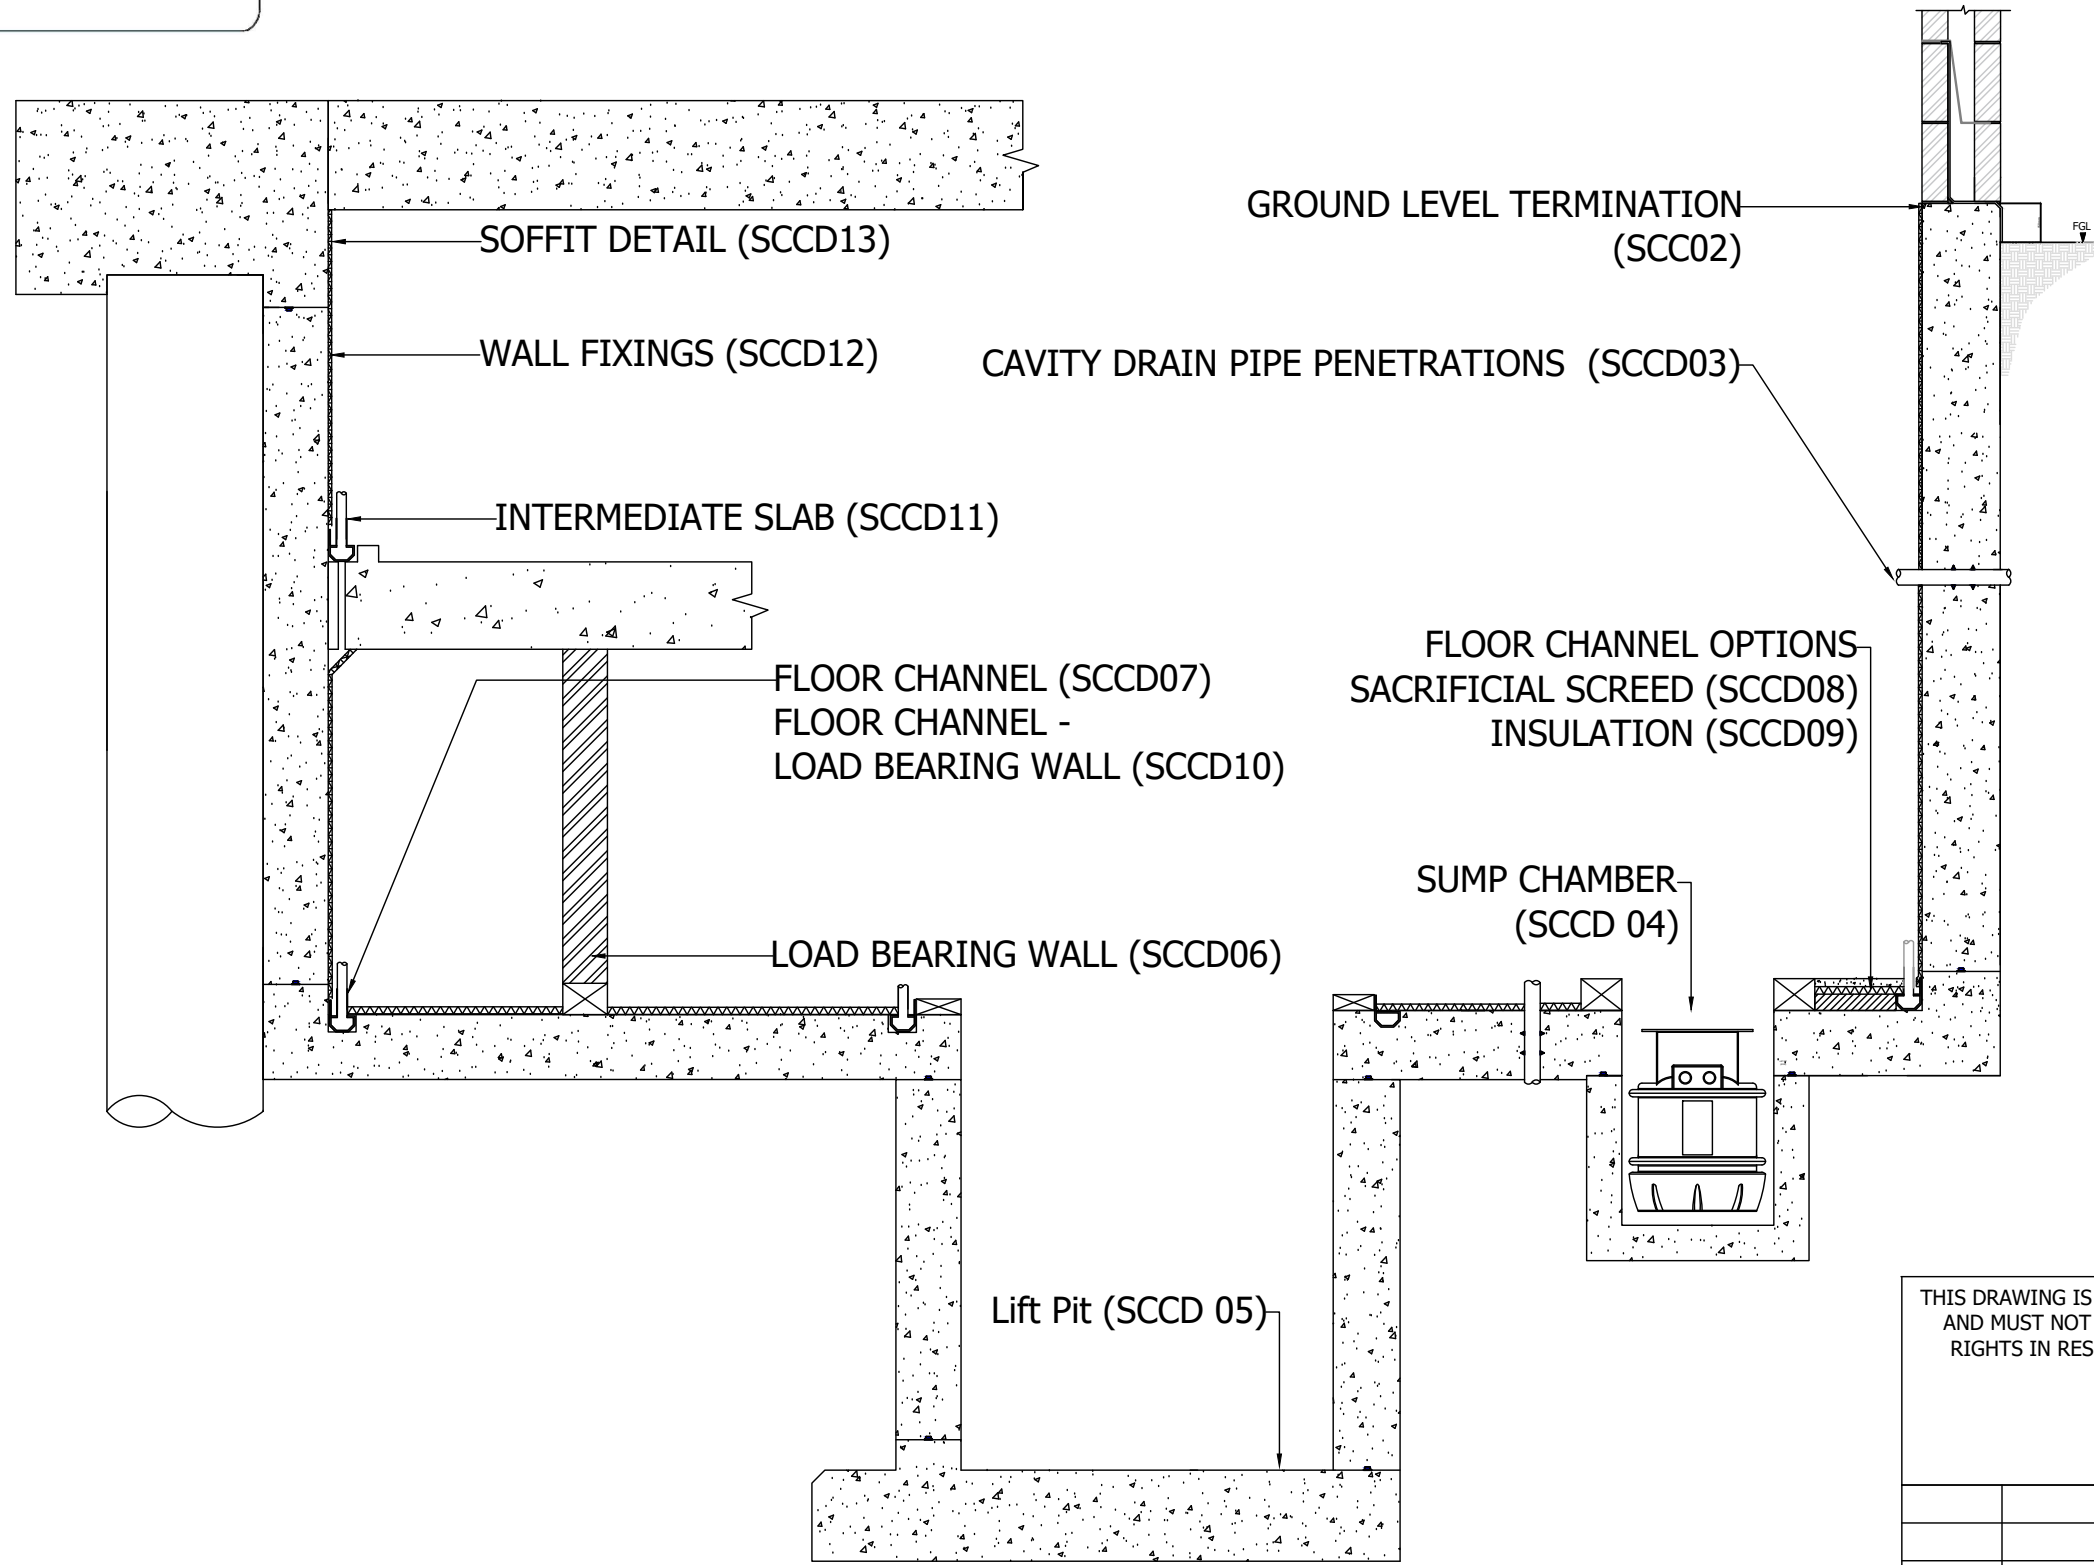 GROUND LEVEL TERMINATION
(SCC02)
FGL
SOFFIT DETAIL (SCCD13)
WALL FIXINGS (SCCD12)
CAVITY DRAIN PIPE PENETRATIONS (SCCD03)
INTERMEDIATE SLAB (SCCD11)
FLOOR CHANNEL (SCCD07)
FLOOR CHANNEL -
LOAD BEARING WALL (SCCD10)
FLOOR CHANNEL OPTIONS
SACRIFICIAL SCREED (SCCD08)
INSULATION (SCCD09)
SUMP CHAMBER
(SCCD 04)
LOAD BEARING WALL (SCCD06)
Lift Pit (SCCD 05)
THIS DRAWING IS
AND MUST NOT
RIGHTS IN RES